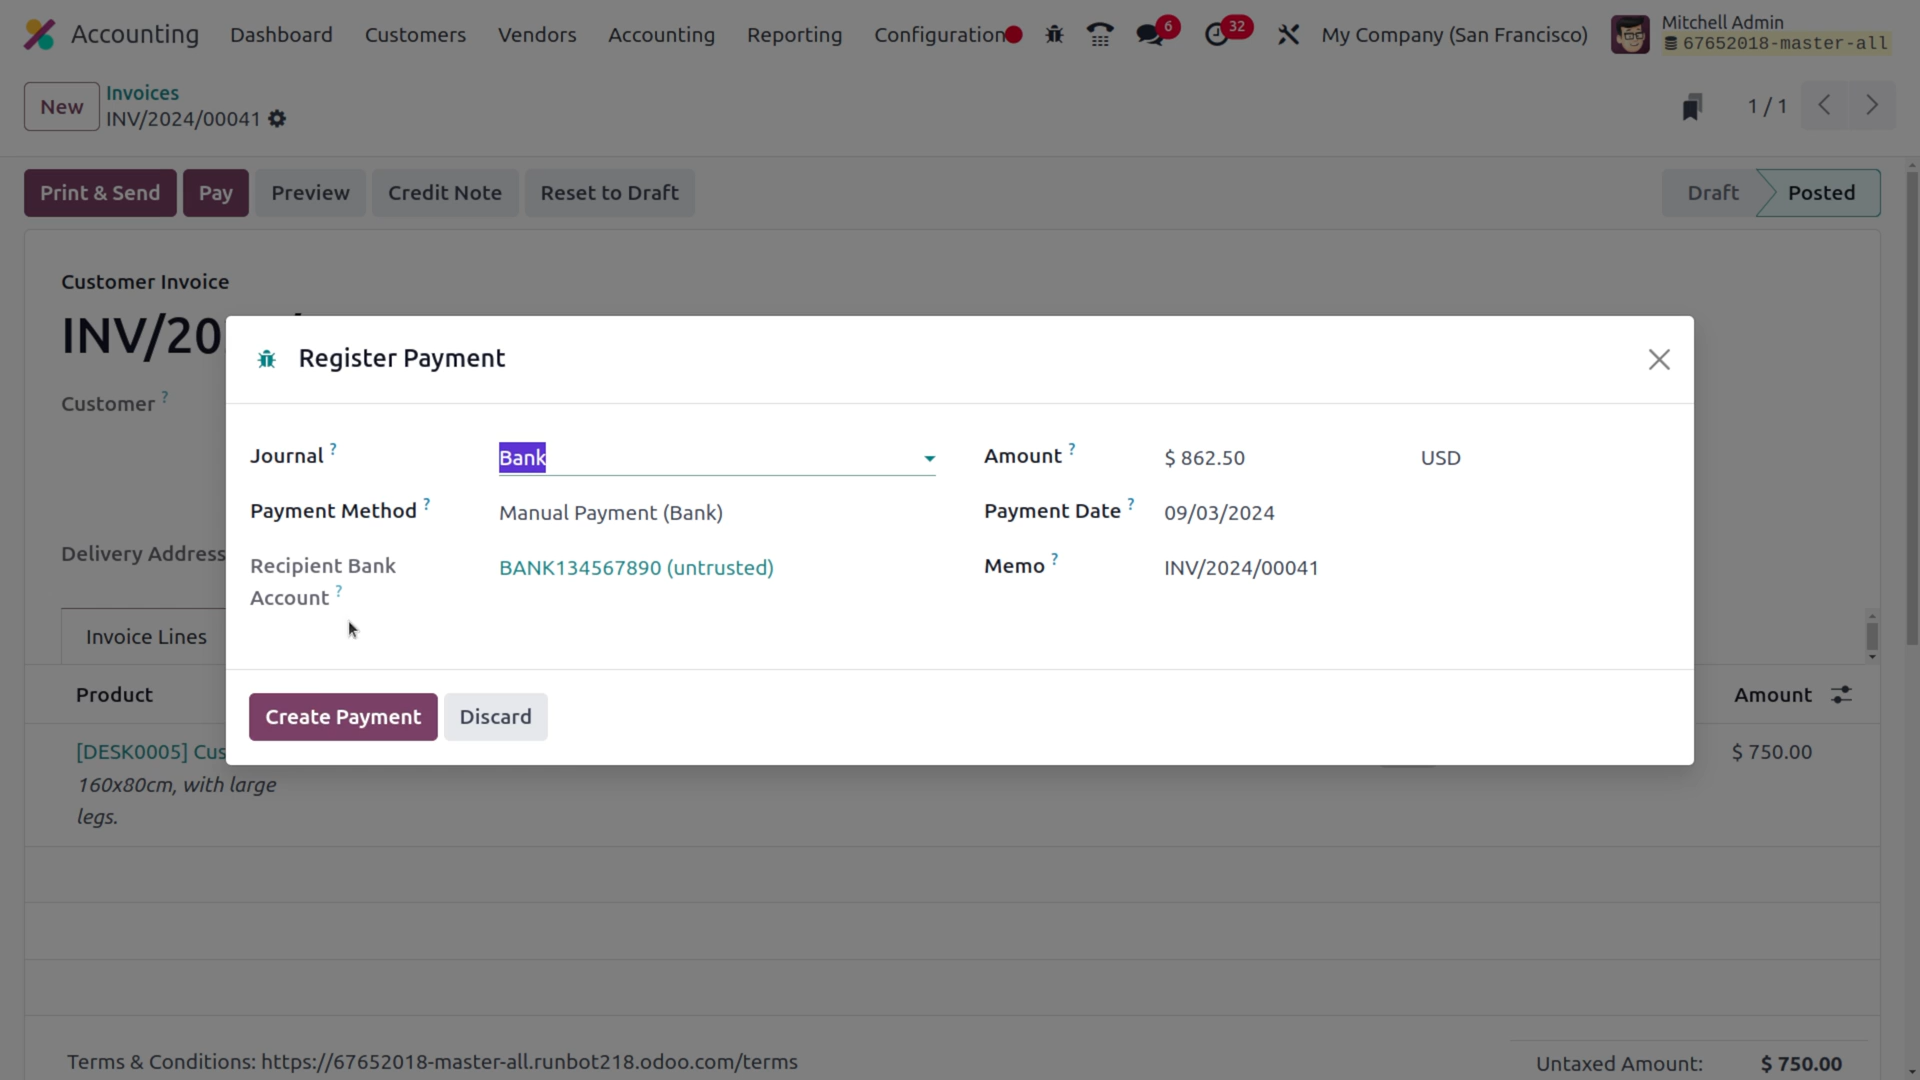 Accounting Dashboard Customers Vendors Accounting Reporting Configuration 6 32 My Company (San Francisco) Mitchell Admin
67652018-master-all
New Invoices
INV/2024/00041 1 / 1
Print & Send Pay Preview Credit Note Reset to Draft Draft Posted
Customer Invoice
INV/20
Register Payment
Customer ?
Journal ? Bank Amount ? $ 862.50 USD
Payment Method ? Manual Payment (Bank) Payment Date ? 09/03/2024
Delivery Address
Recipient Bank BANK134567890 (untrusted) Memo ? INV/2024/00041
Account ?
Invoice Lines
Product Amount
Create Payment Discard
[DESK0005] Cus $ 750.00
160x80cm, with large
legs.
Terms & Conditions: https://67652018-master-all.runbot218.odoo.com/terms Untaxed Amount: $ 750.00